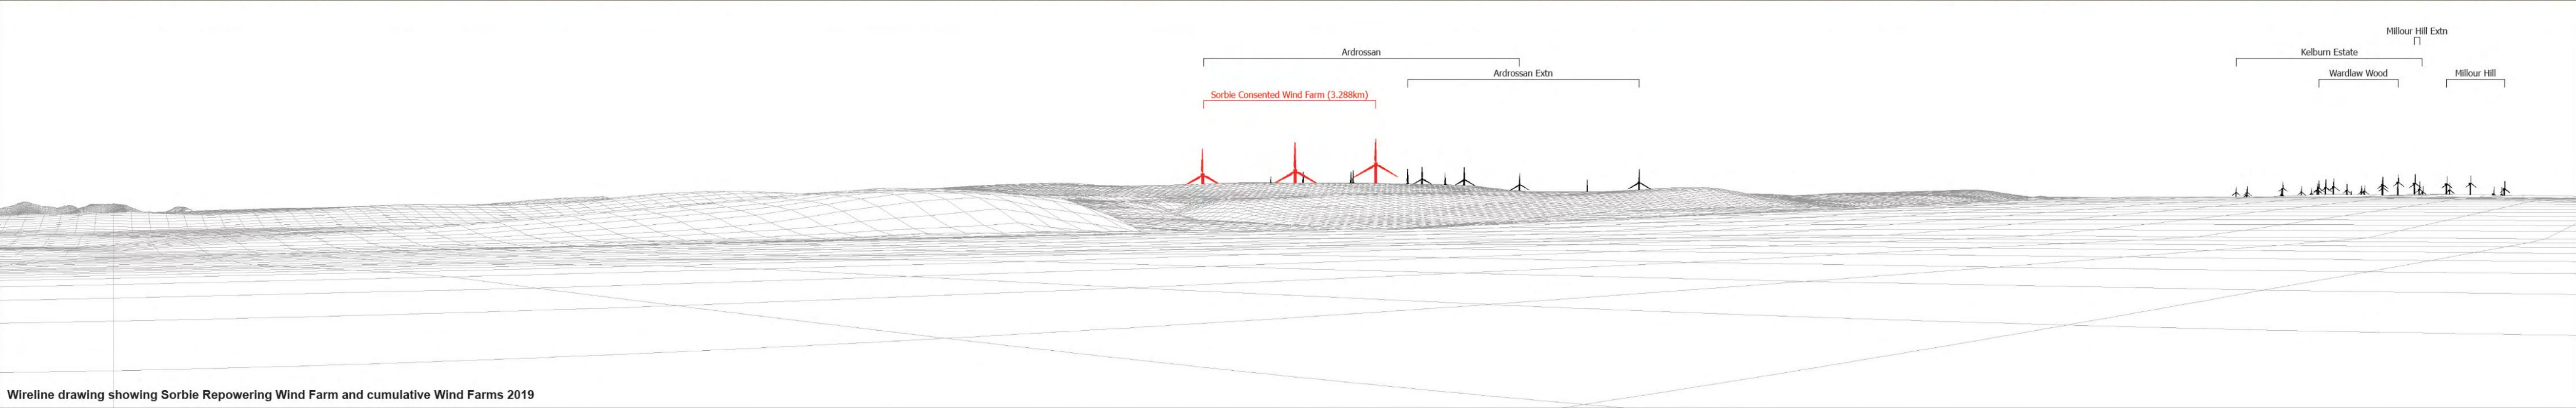 Millour Hill Extn
Ardrossan
Kelburn Estate
Ardrossan Extn
Wardlaw Wood
Millour Hill
Sorbie Consented Wind Farm (3.288km)
Wireline drawing showing Sorbie Repowering Wind Farm and cumulative Wind Farms 2019